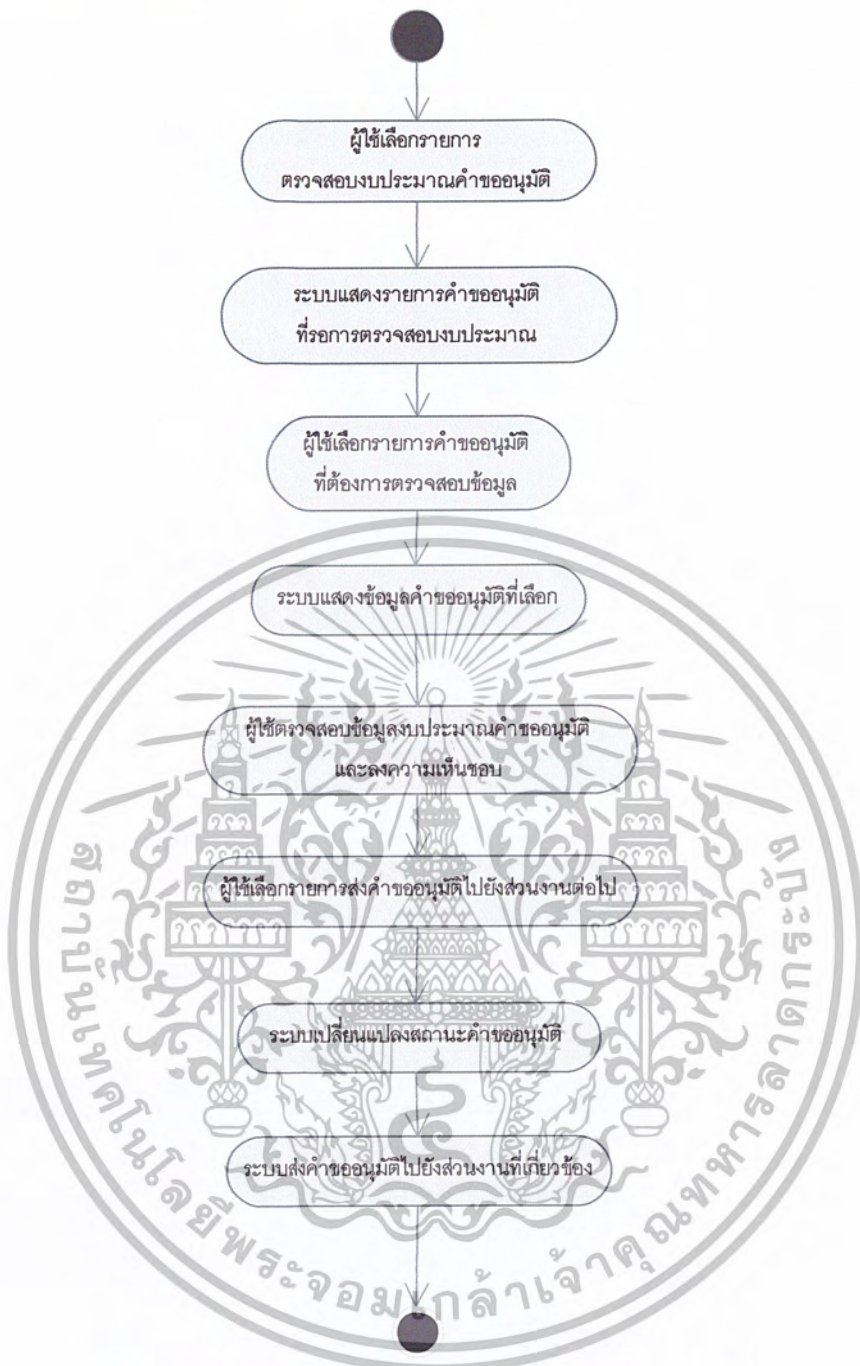 ผู้ใช้เลือกรายการ
ตรวจสอบงบประมาณคำขออนุมัติ
ระบบแสดงรายการคำขออนุมัติ
ที่รอการตรวจสอบงบประมาณ
ผู้ใช้เลือกรายการคำขออนุมัติ
ที่ต้องการตรวจสอบข้อมูล
ระบบแสดงข้อมูลคำขออนุมัติที่เลือก
ผู้ใช้ตรวจสอบข้อมูลงบประมาณคำขออนุมัติ
และลงความเห็นชอบ
ผู้ใช้เลือกรายการส่งคำขออนุมัติไปยังส่วนงานต่อไป
ระบบเปลี่ยนแปลงสถานะคำขออนุมัติ
ระบบส่งคำขออนุมัติไปยังส่วนงานที่เกี่ยวข้อง
สถาบันเทคโนโลยีพระจอมเกล้าเจ้าคุณทหารลาดกระบัง